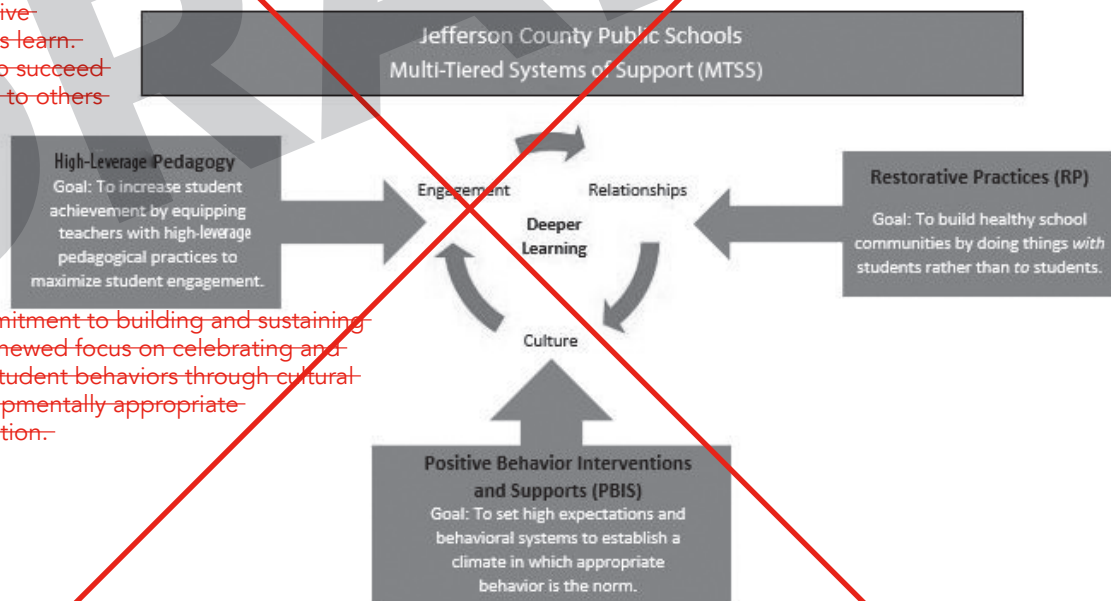 ive
s learn.
o succeed
to others
Jefferson County Public Schools
Multi-Tiered Systems of Support (MTSS)
High-Leverage Pedagogy
Goal: To increase student
achievement by equipping
teachers with high-leverage
pedagogical practices to
maximize student engagement.
Engagement
Relationships
Deeper
Learning
Culture
Restorative Practices (RP)
Goal: To build healthy school
communities by doing things with
students rather than to students.
mitment to building and sustaining
newed focus on celebrating and
tudent behaviors through cultural
pmentally appropriate
tion.
Positive Behavior Interventions
and Supports (PBIS)
Goal: To set high expectations and
behavioral systems to establish a
climate in which appropriate
behavior is the norm.